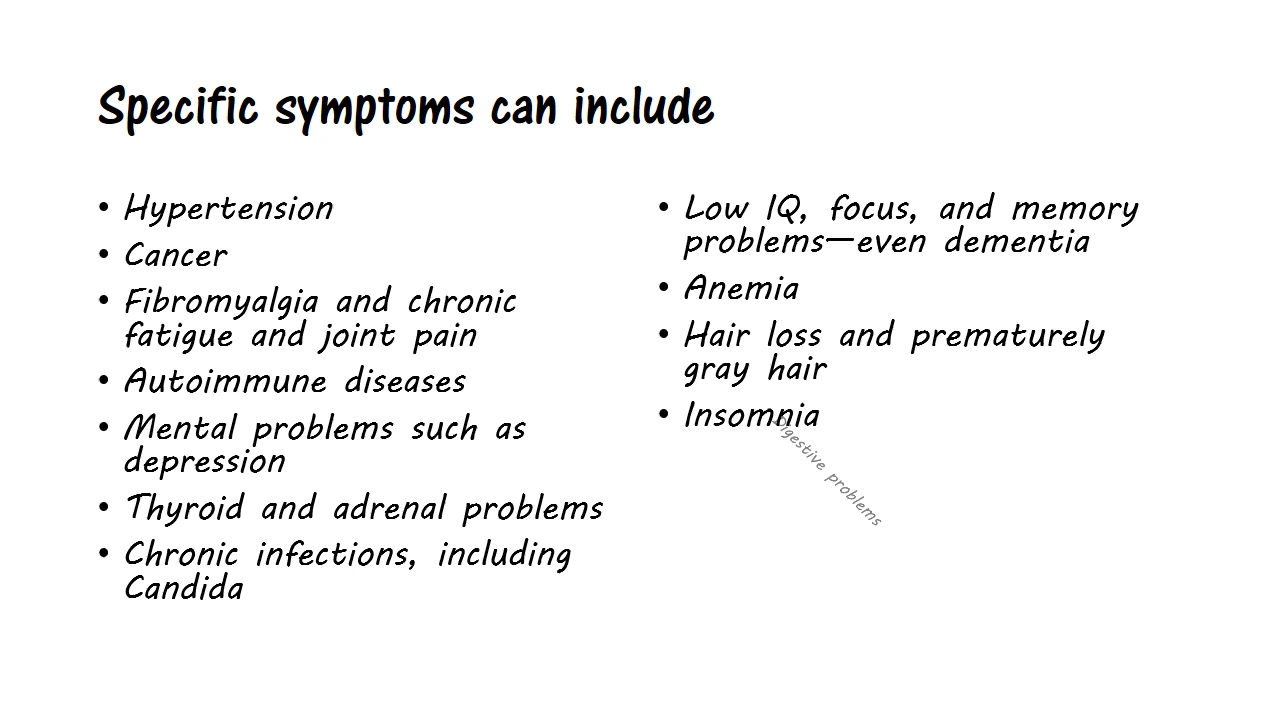 Specific symptoms can include
• Hypertension
• Cancer
• Fibromyalgia and chronic
fatigue and joint pain
• Autoimmune diseases
• Mental problems such as
depression
• Thyroid and adrenal problems
• Chronic infections, including
Candida
• Low IQ, focus, and memory
problems—even dementia
• Anemia
• Hair loss and prematurely
gray hair
• Insomnia
Digestive problems